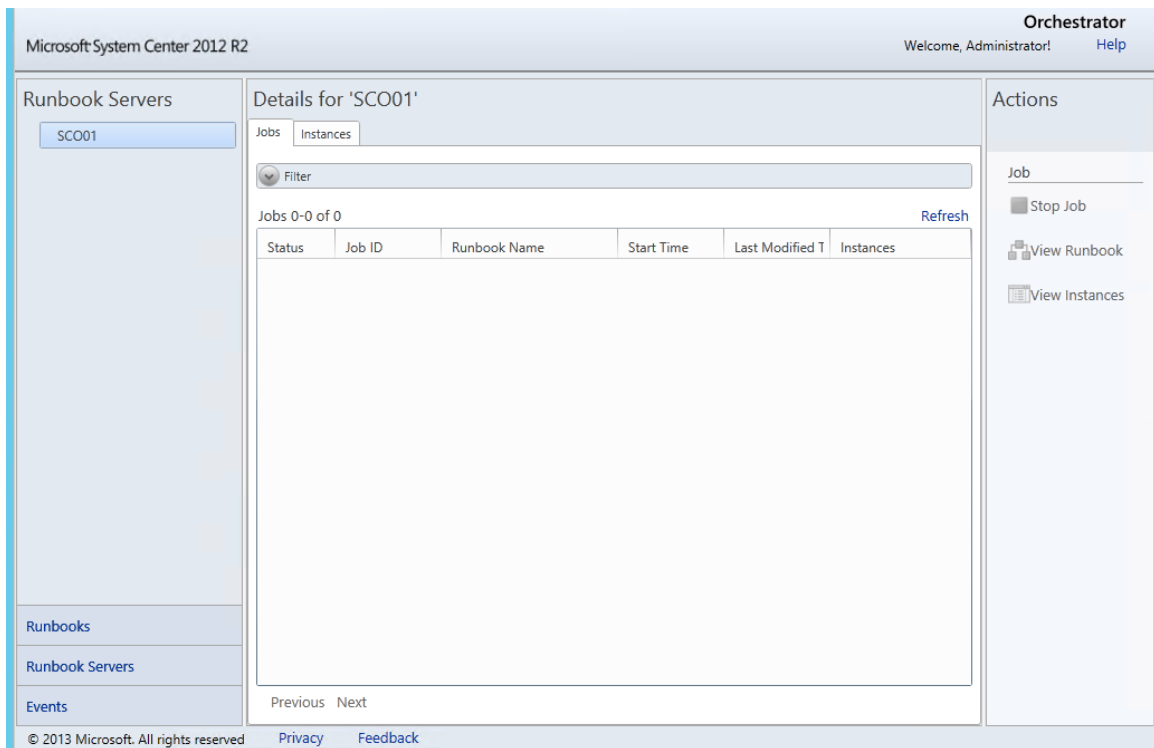 Orchestrator
Microsoft System Center 2012 R2
Welcome, Administrator! Help
Runbook Servers
SCO01
Details for 'SCO01'
Jobs Instances
Filter
Jobs 0-0 of 0 Refresh
Status Job ID Runbook Name Start Time Last Modified T Instances
Previous Next
Actions
Job
Stop Job
View Runbook
View Instances
Runbooks
Runbook Servers
Events
© 2013 Microsoft. All rights reserved Privacy Feedback